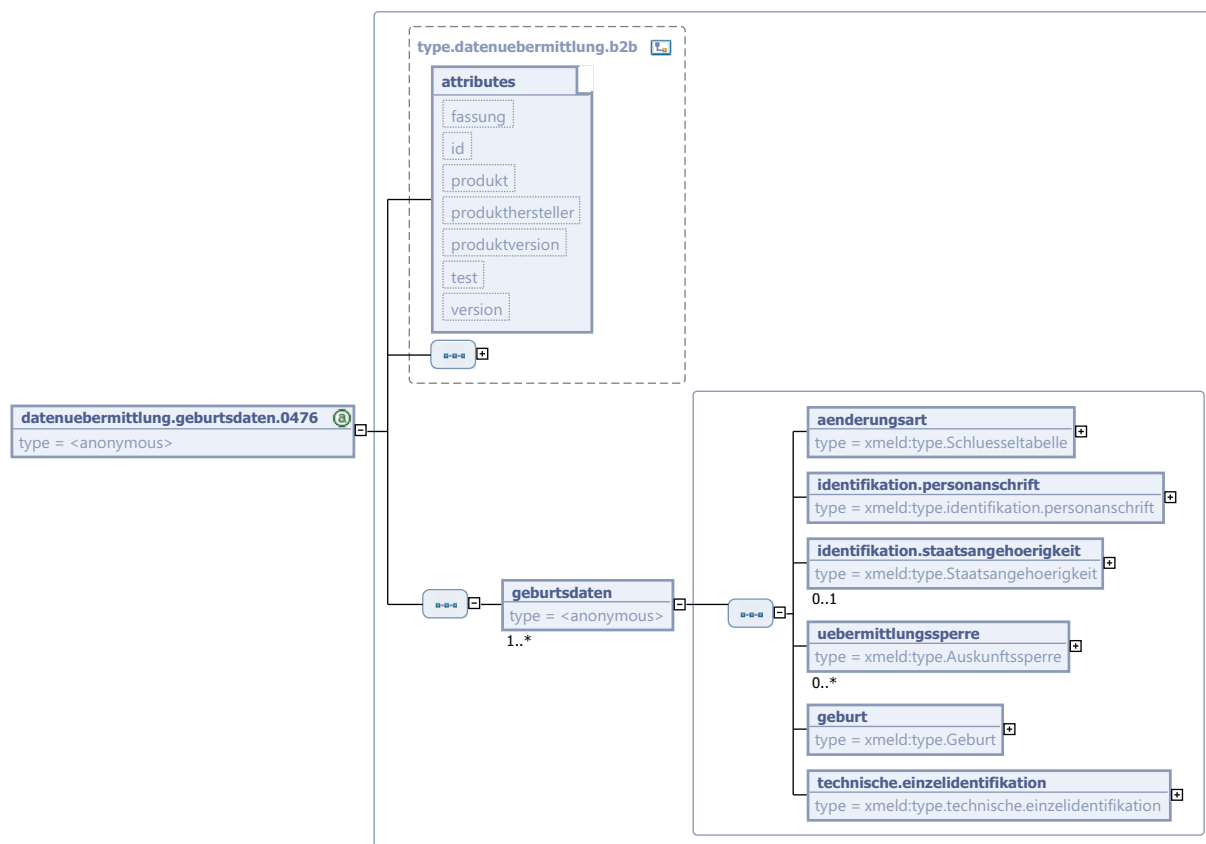 type.datenuebermittlung.b2b
attributes
fassung
id
produkt
produkthersteller
produktversion
test
version
datenuebermittlung.geburtsdaten.0476
type = <anonymous>
geburtsdaten
type = <anonymous>
1..*
aenderungsart
type = xmeld:type.Schluesseltabelle
identifikation.personanschrift
type = xmeld:type.identifikation.personanschrift
identifikation.staatsangehoerigkeit
type = xmeld:type.Staatsangehoerigkeit
0..1
uebermittlungssperre
type = xmeld:type.Auskunftssperre
0..*
geburt
type = xmeld:type.Geburt
technische.einzelidentifikation
type = xmeld:type.technische.einzelidentifikation